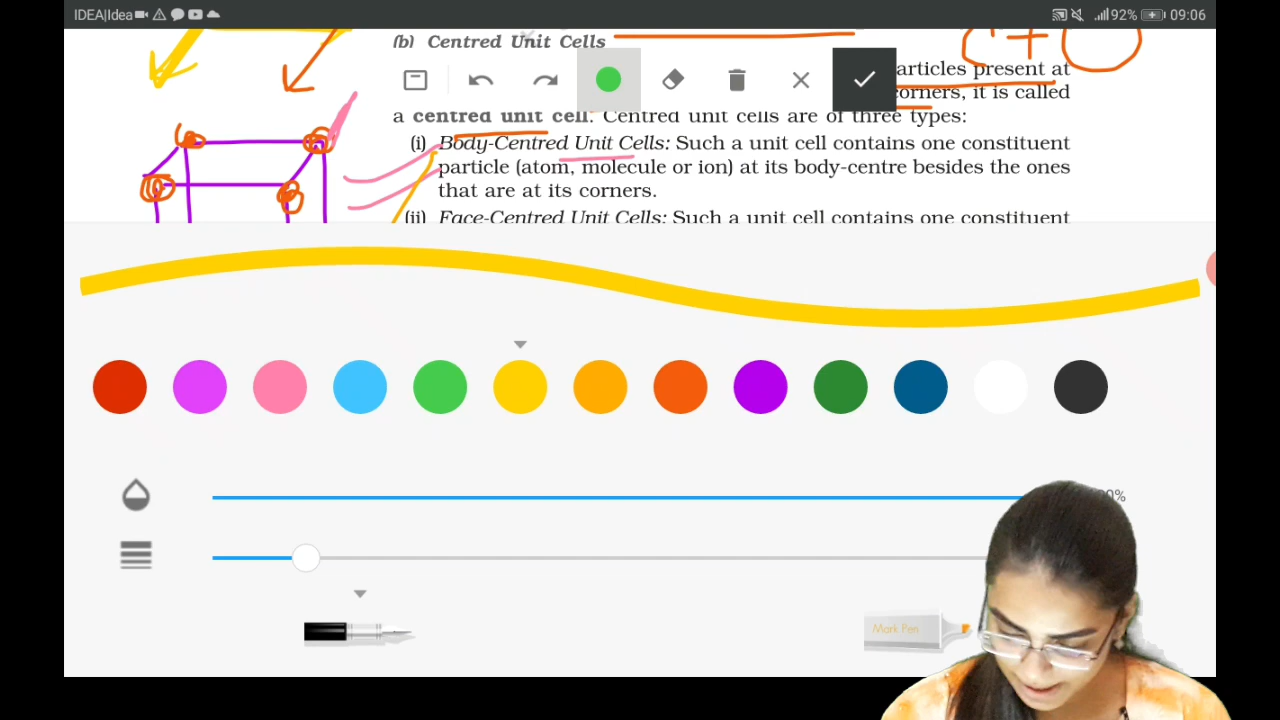 IDEA|Idea 92% 09:06
(b) Centred Unit Cells
articles present at
corners, it is called
a centred unit cell. Centred unit cells are of three types:
(i) Body-Centred Unit Cells: Such a unit cell contains one constituent
particle (atom, molecule or ion) at its body-centre besides the ones
that are at its corners.
(ii) Face-Centred Unit Cells: Such a unit cell contains one constituent
0%
Mark Pen